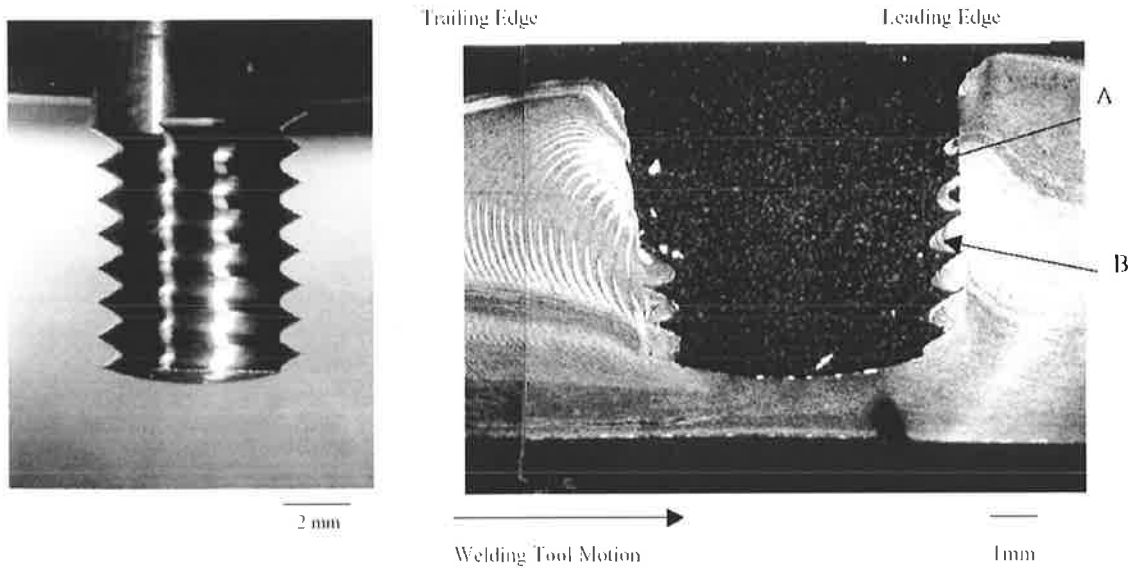 Trailing Edge
Leading Edge
A
B
2 mm
Welding Tool Motion
1mm